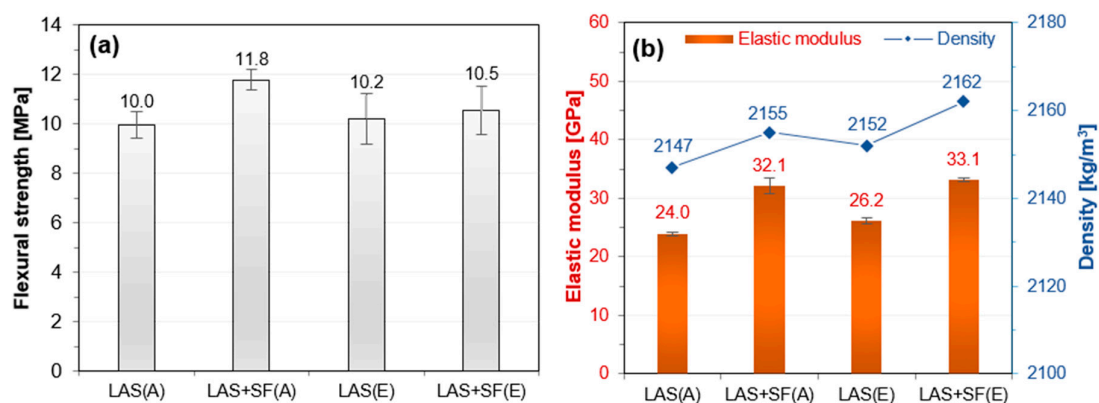 (a)
Flexural strength [MPa]
14
12
10
8
6
4
2
0
10.0
11.8
10.2
10.5
LAS(A)
LAS+SF(A)
LAS(E)
LAS+SF(E)
(b)
Elastic modulus
Density
Elastic modulus [GPa]
60
50
40
30
20
10
0
2147
2155
2152
2162
24.0
32.1
26.2
33.1
2180
2160
2140
2120
2100
Density [kg/m³]
LAS(A)
LAS+SF(A)
LAS(E)
LAS+SF(E)